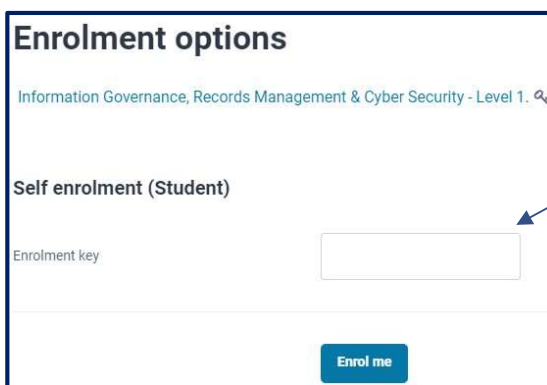 Enrolment options
Information Governance, Records Management & Cyber Security - Level 1.
Self enrolment (Student)
Enrolment key
Enrol me